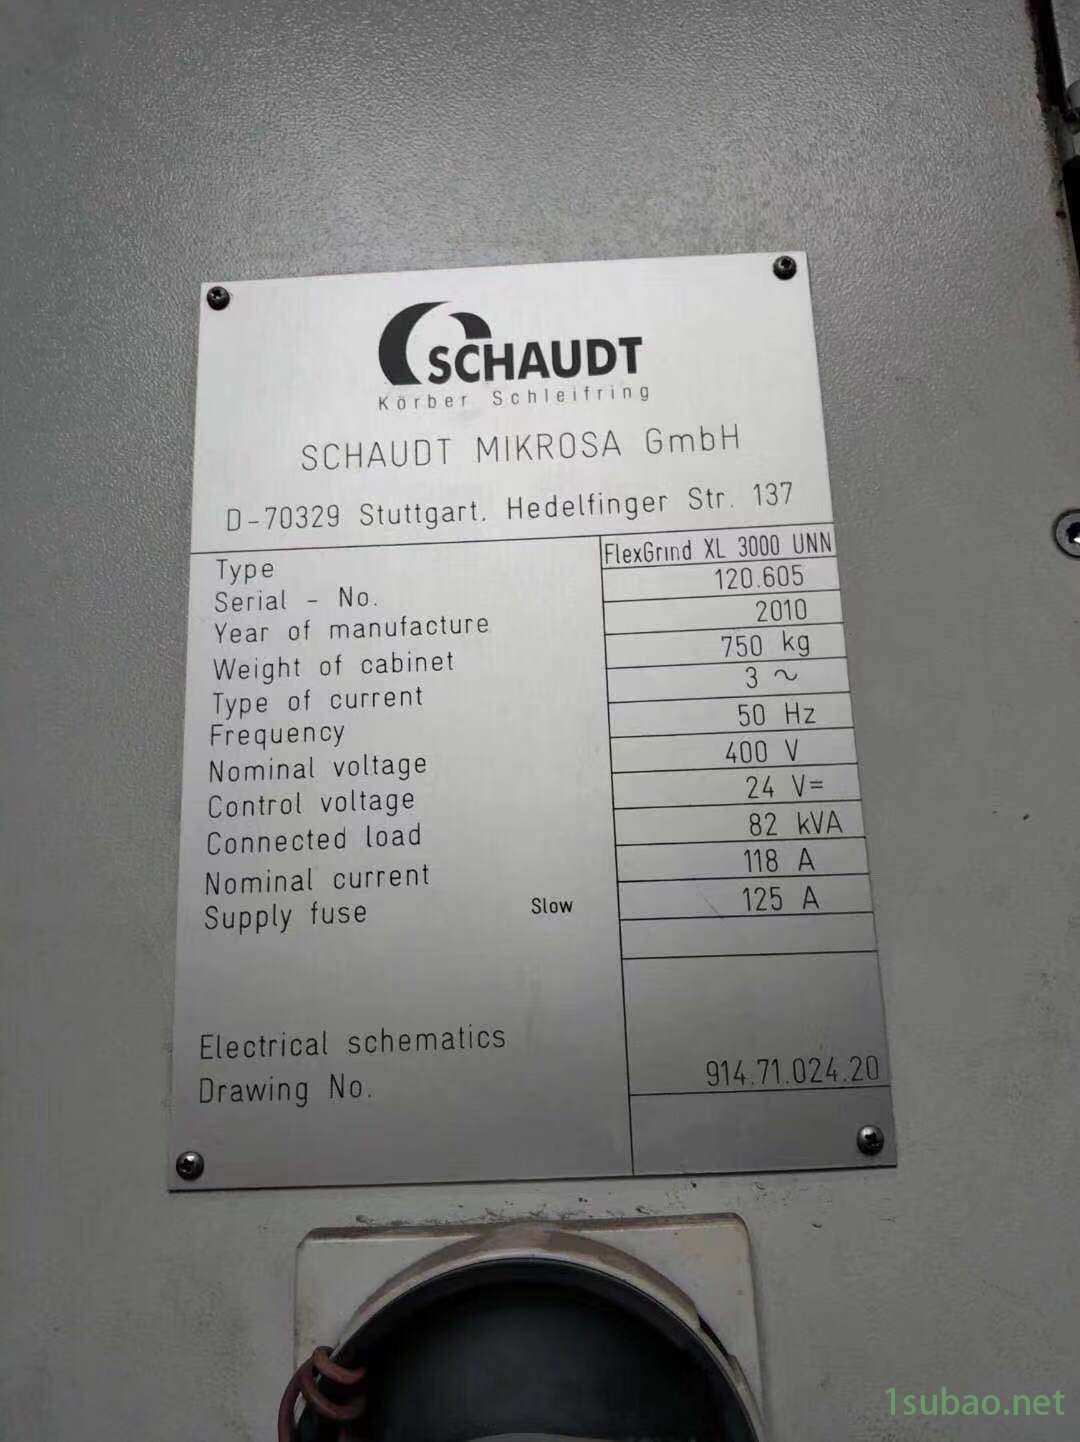 SCHAUDT
Körber Schleifring
SCHAUDT MIKROSA GmbH
D-70329 Stuttgart. Hedelfinger Str. 137
Type FlexGrind XL 3000 UNN
Serial - No. 120.605
Year of manufacture 2010
Weight of cabinet 750 kg
Type of current 3 ~
Frequency 50 Hz
Nominal voltage 400 V
Control voltage 24 V=
Connected load 82 kVA
Nominal current 118 A
Supply fuse Slow 125 A
Electrical schematics
Drawing No. 914.71.024.20
1subao.net